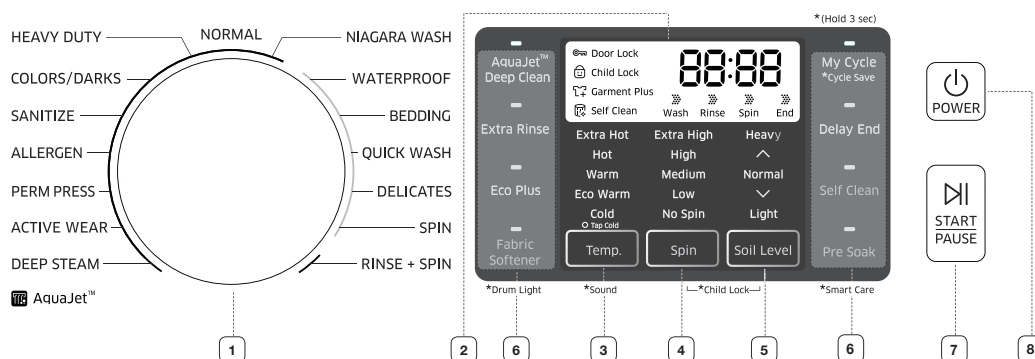 HEAVY DUTY
COLORS/DARKS
SANITIZE
ALLERGEN
PERM PRESS
ACTIVE WEAR
DEEP STEAM
NORMAL
NIAGARA WASH
WATERPROOF
BEDDING
QUICK WASH
DELICATES
SPIN
RINSE + SPIN
AquaJet™
1
AquaJet™
Deep Clean
Extra Rinse
Eco Plus
Fabric
Softener
*Drum Light
Door Lock
Child Lock
Garment Plus
Self Clean
88:88
Wash Rinse Spin End
Extra Hot Extra High Heavy
Hot High
Warm Medium Normal
Eco Warm Low
Cold No Spin Light
Tap Cold
Temp. Spin Soil Level
*Sound
*Child Lock
*(Hold 3 sec)
My Cycle
*Cycle Save
Delay End
Self Clean
Pre Soak
*Smart Care
POWER
START
PAUSE
2 6 3 4 5 6 7 8